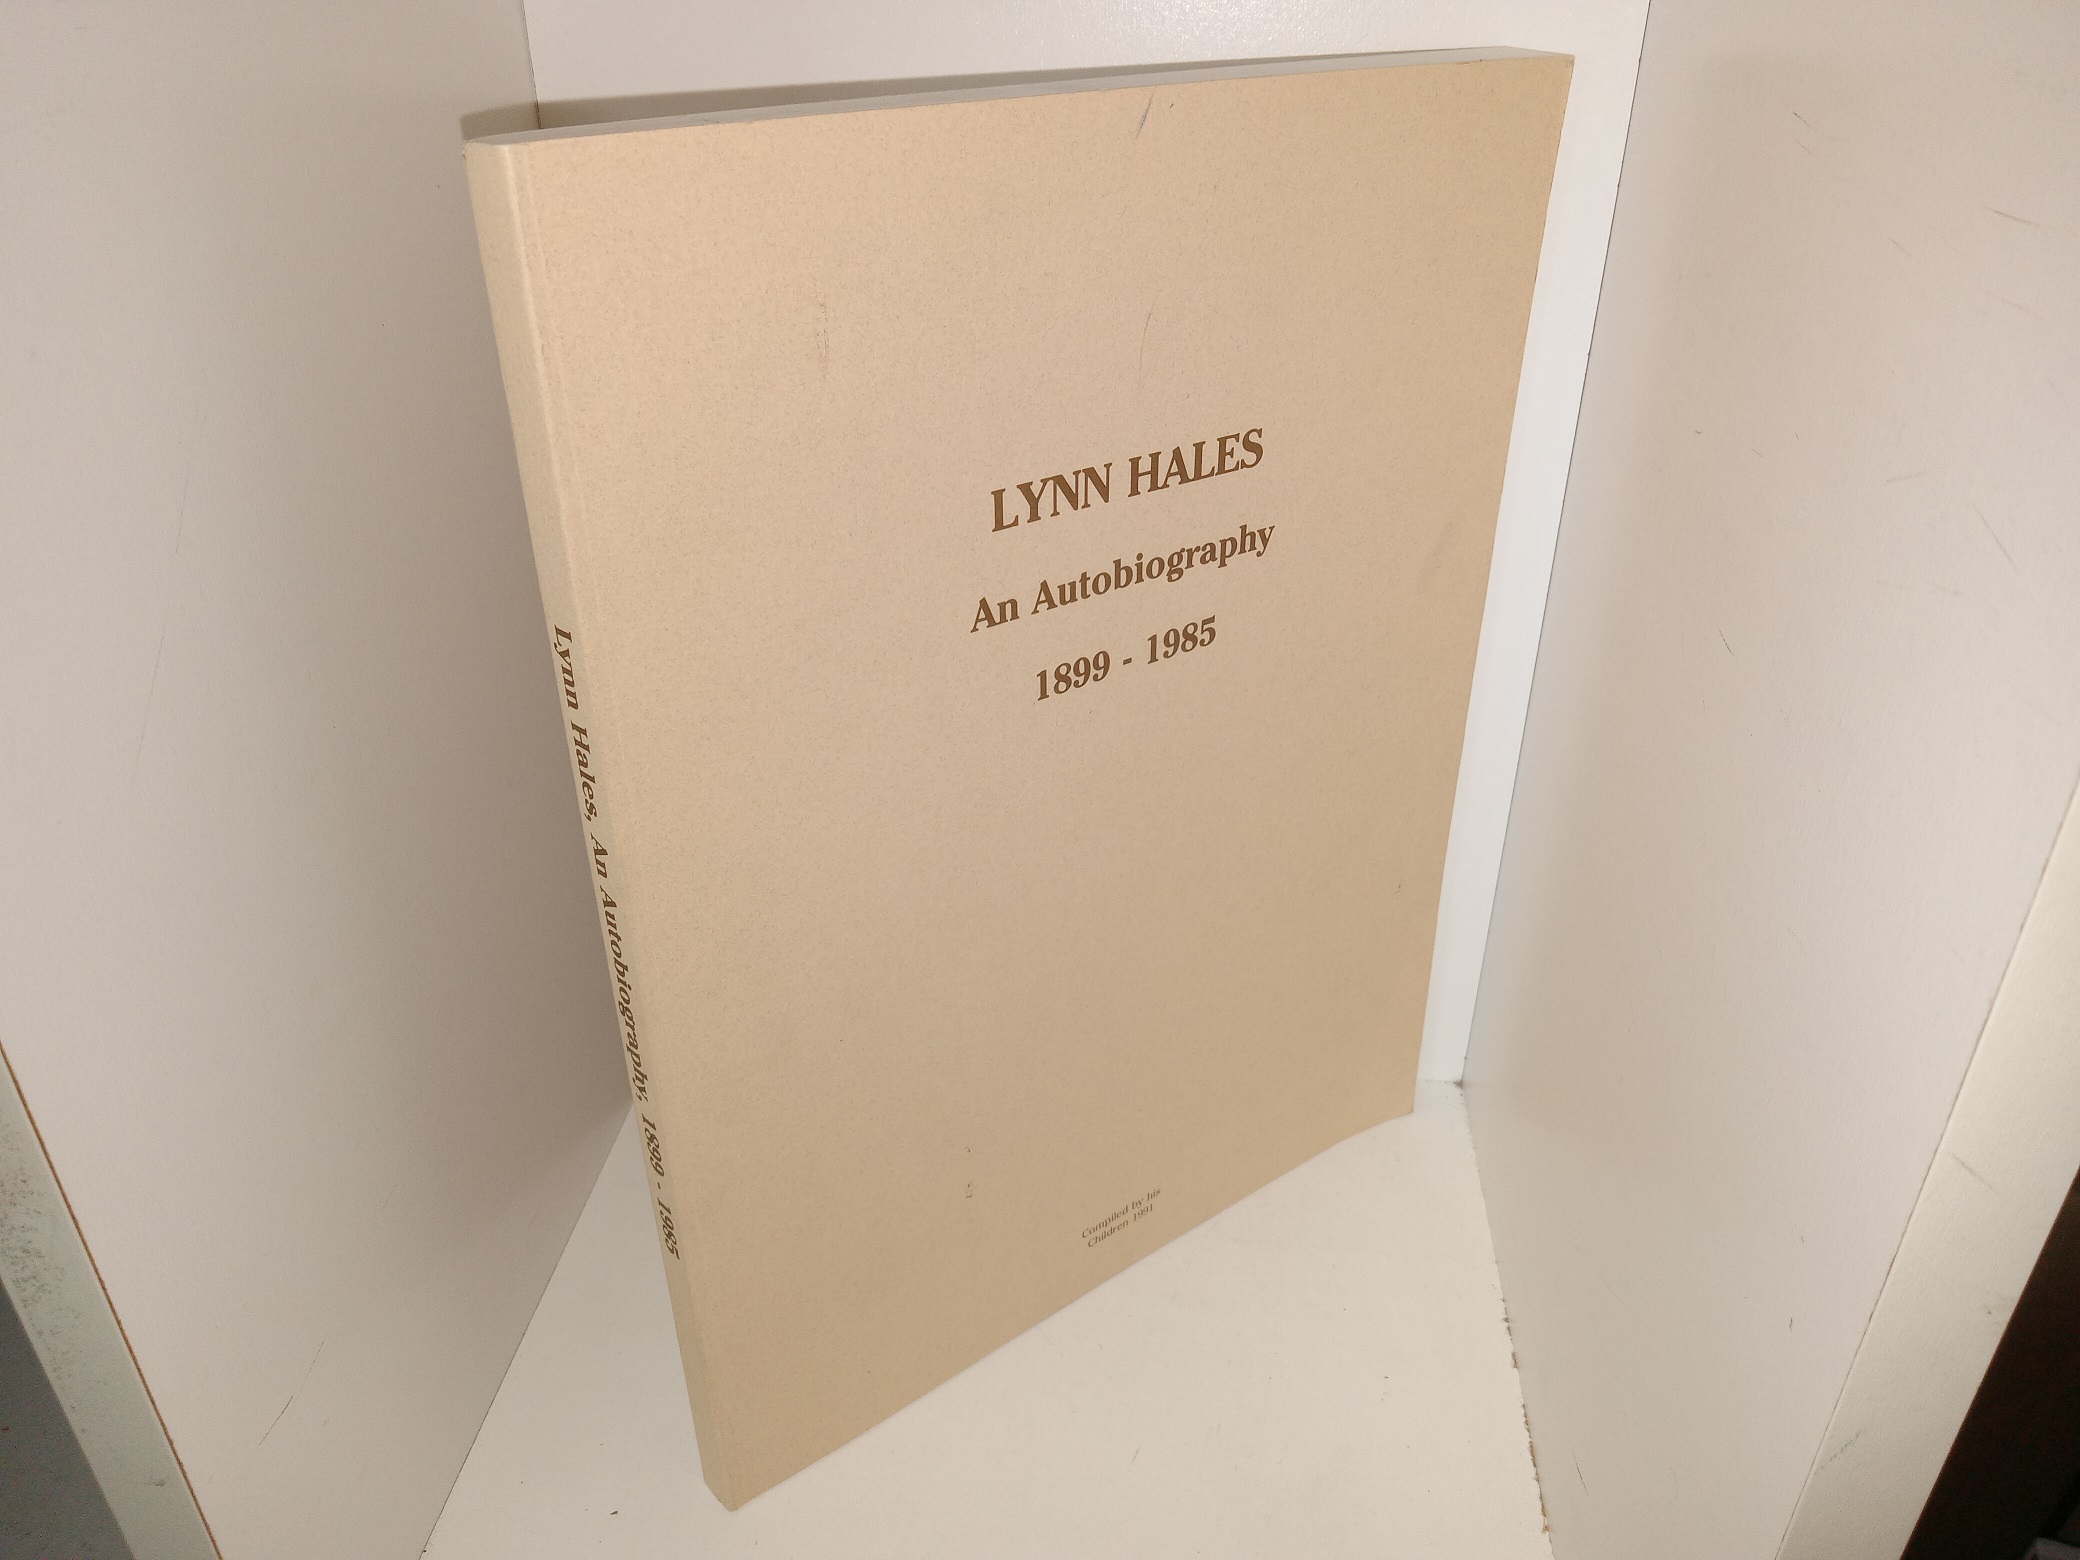 LYNN HALES
An Autobiography
1899 - 1985
Compiled by his
Children 1991
Lynn Hales, An Autobiography, 1899 - 1985